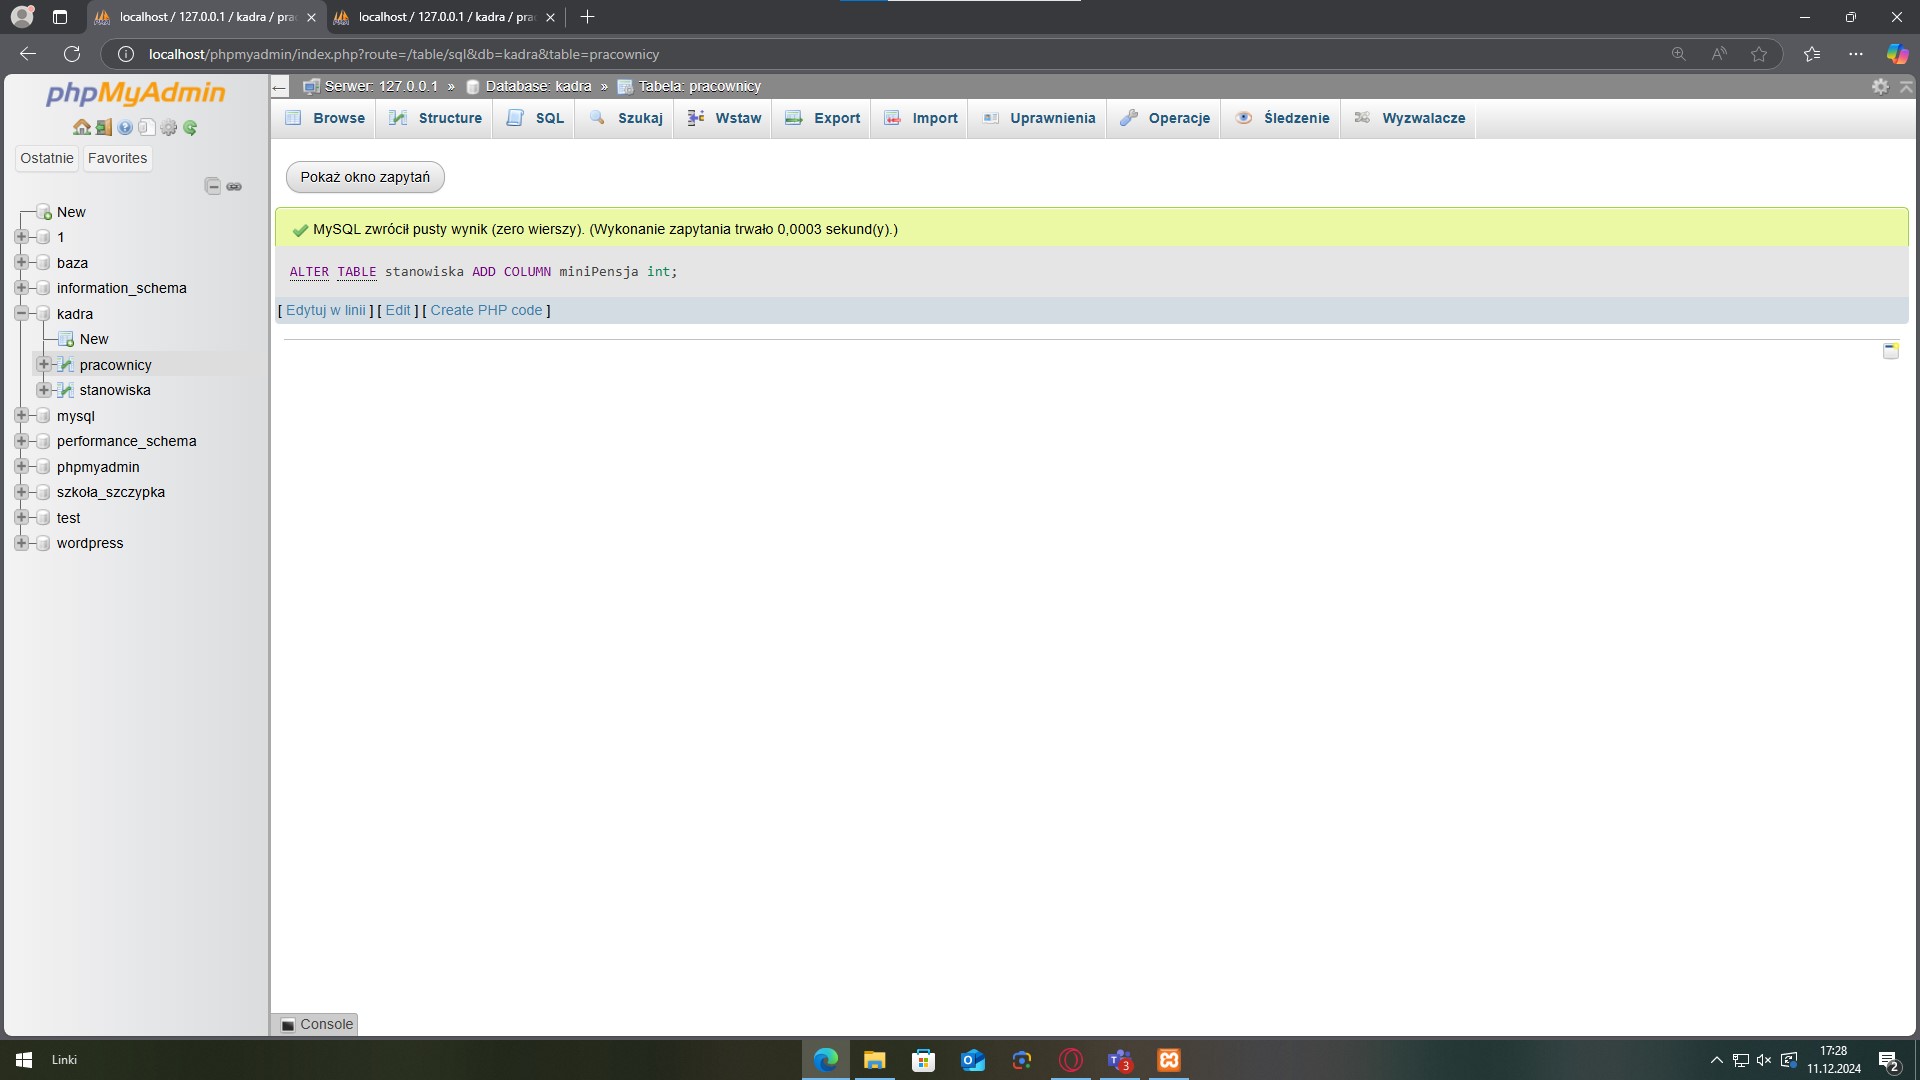 localhost / 127.0.0.1 / kadra / pra
localhost / 127.0.0.1 / kadra / pra
localhost/phpmyadmin/index.php?route=/table/sql&db=kadra&table=pracownicy
phpMyAdmin
Ostatnie Favorites
New
1
baza
information_schema
kadra
New
pracownicy
stanowiska
mysql
performance_schema
phpmyadmin
szkoła_szczypka
test
wordpress
Serwer: 127.0.0.1 » Database: kadra » Tabela: pracownicy
Browse Structure SQL Szukaj Wstaw Export Import Uprawnienia Operacje Śledzenie Wyzwalacze
Pokaż okno zapytań
MySQL zwrócił pusty wynik (zero wierszy). (Wykonanie zapytania trwało 0,0003 sekund(y).)
ALTER TABLE stanowiska ADD COLUMN miniPensja int;
[ Edytuj w linii ] [ Edit ] [ Create PHP code ]
Console
Linki
3
17:28
11.12.2024
2